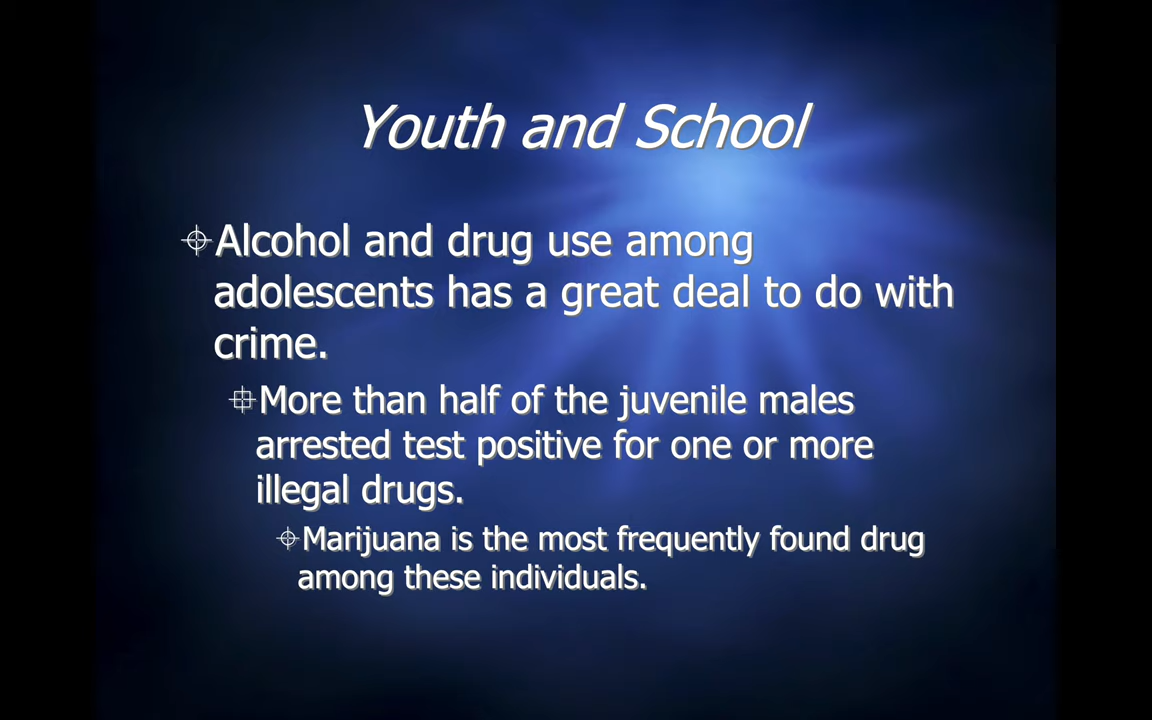 Youth and School
Alcohol and drug use among
adolescents has a great deal to do with
crime.
More than half of the juvenile males
arrested test positive for one or more
illegal drugs.
Marijuana is the most frequently found drug
among these individuals.